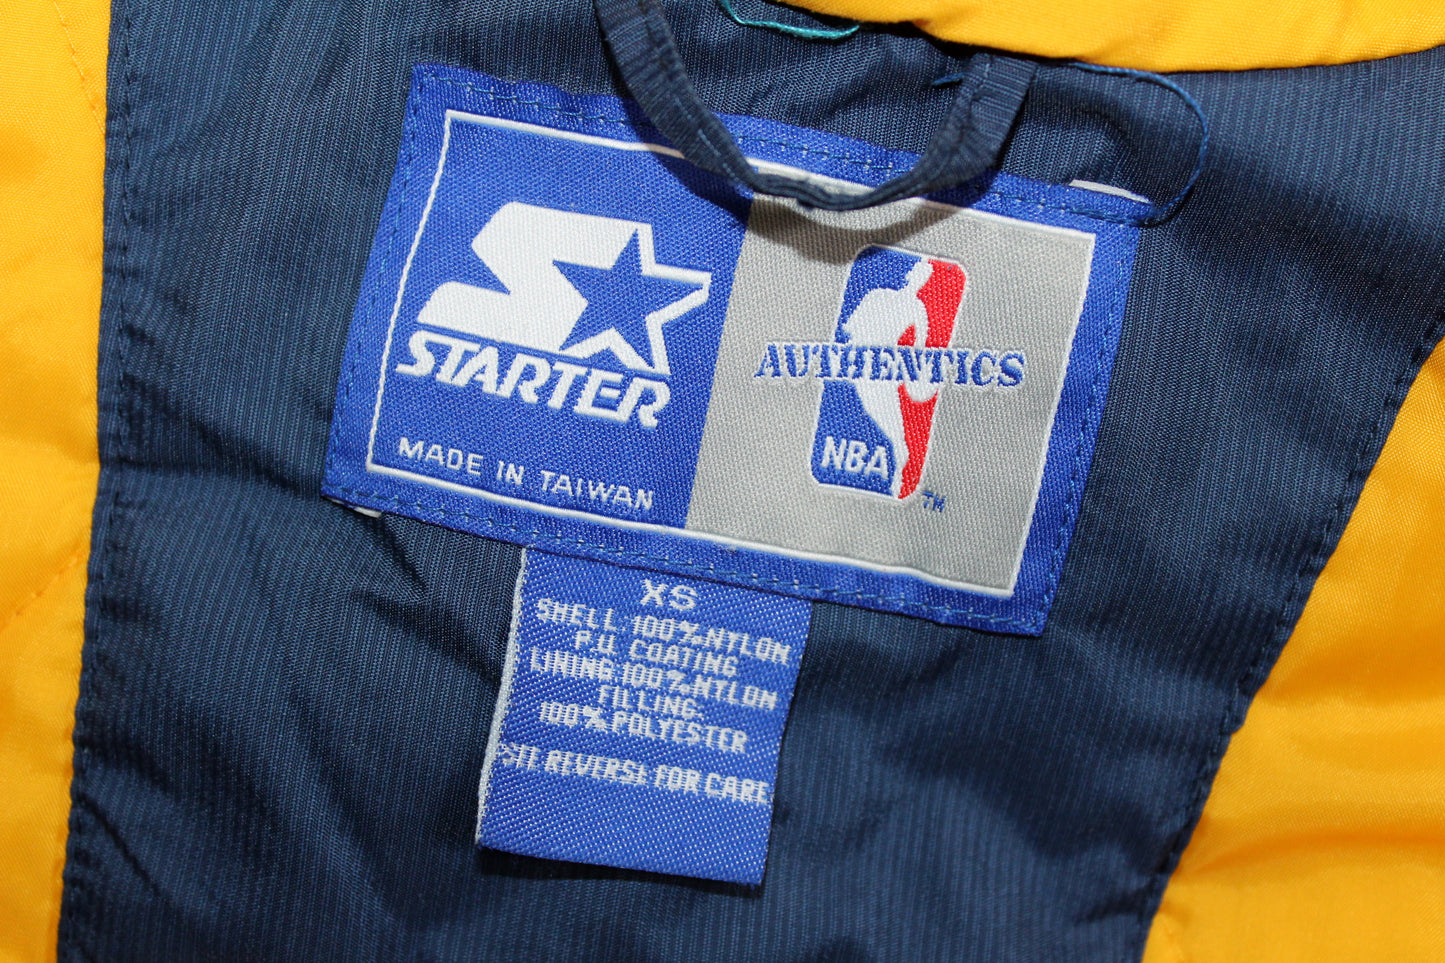 STARTER
MADE IN TAIWAN
AUTHENTICS
NBA
TM
XS
SHELL 100% NYLON
P.U. COATING
LINING 100% NYLON
FILLING
100% POLYESTER
REVERSE FOR CARE